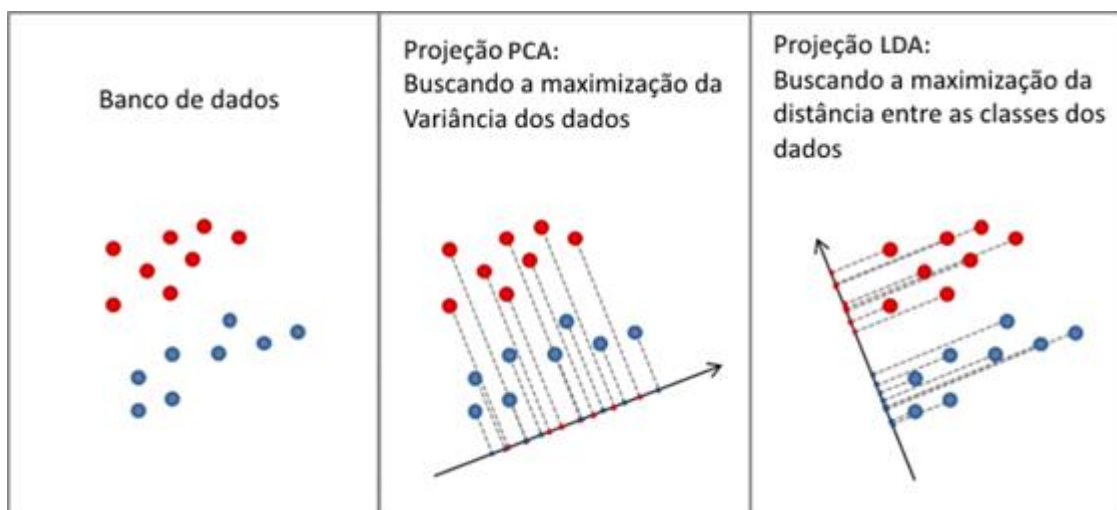 Banco de dados
Projeção PCA:
Buscando a maximização da
Variância dos dados
Projeção LDA:
Buscando a maximização da
distância entre as classes dos
dados